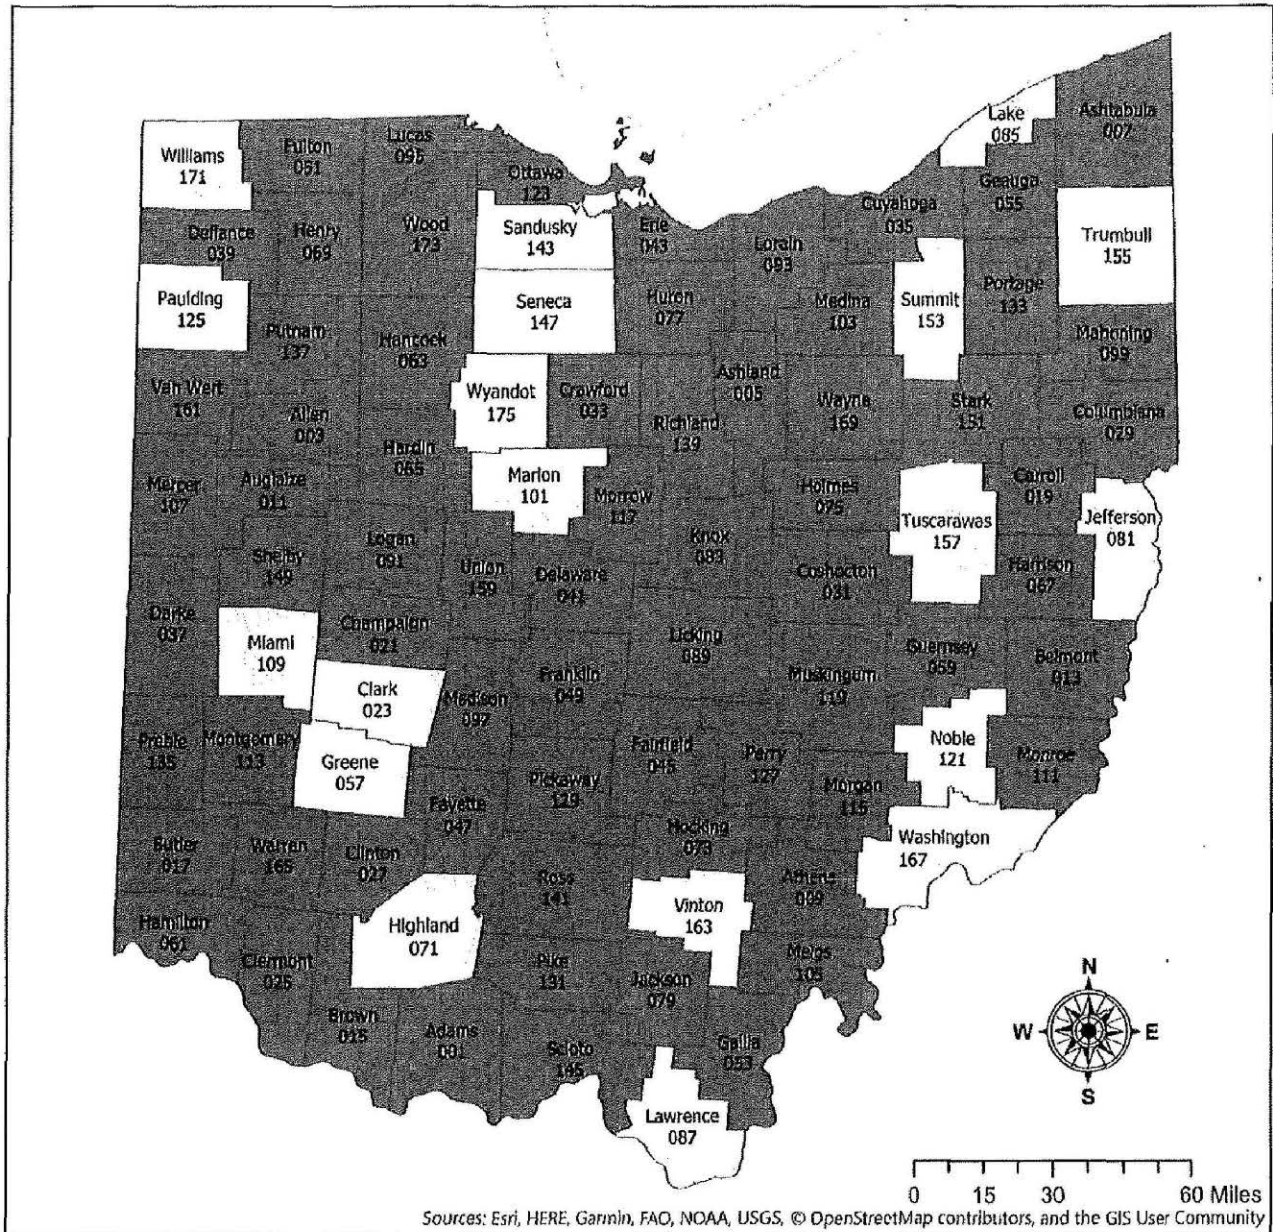 Lake
085
Ashtabula
007
Williams
171
Fulton
051
Lucas
095
Ottawa
123
Geauga
055
Cuyahoga
035
Defiance
039
Henry
069
Wood
173
Sandusky
143
Erie
043
Lorain
093
Trumbull
155
Paulding
125
Seneca
147
Huron
077
Medina
103
Summit
153
Portage
133
Putnam
137
Hancock
063
Mahoning
099
Van Wert
161
Allen
003
Wyandot
175
Crawford
033
Ashland
005
Richland
139
Wayne
169
Stark
151
Columbiana
029
Hardin
065
Mercer
107
Auglaize
011
Marion
101
Morrow
117
Holmes
075
Carroll
019
Tuscarawas
157
Jefferson
081
Logan
091
Shelby
149
Union
159
Delaware
041
Knox
083
Coshocton
031
Harrison
067
Darke
037
Miami
109
Champaign
021
Licking
089
Guernsey
059
Belmont
013
Clark
023
Madison
097
Franklin
049
Muskingum
119
Preble
135
Montgomery
113
Greene
057
Fairfield
045
Perry
127
Noble
121
Monroe
111
Pickaway
129
Morgan
115
Fayette
047
Hocking
073
Washington
167
Butler
017
Warren
165
Clinton
027
Ross
141
Vinton
163
Athens
009
Hamilton
061
Highland
071
Clermont
025
Pike
131
Jackson
079
Meigs
105
Brown
015
Adams
001
Scioto
145
Gallia
053
Lawrence
087
N
W
E
S
0 15 30 60 Miles
Sources: Esri, HERE, Garmin, FAO, NOAA, USGS, © OpenStreetMap contributors, and the GIS User Community